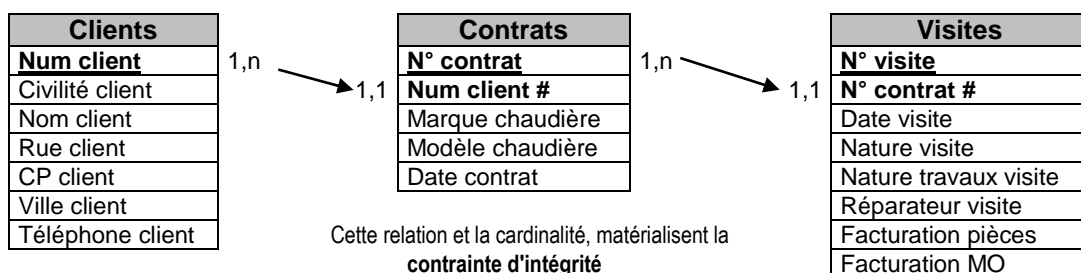 Clients
Num client
Civilité client
Nom client
Rue client
CP client
Ville client
Téléphone client
1,n
1,1
Contrats
N° contrat
Num client #
Marque chaudière
Modèle chaudière
Date contrat
1,n
1,1
Visites
N° visite
N° contrat #
Date visite
Nature visite
Nature travaux visite
Réparateur visite
Facturation pièces
Facturation MO
Cette relation et la cardinalité, matérialisent la
contrainte d'intégrité